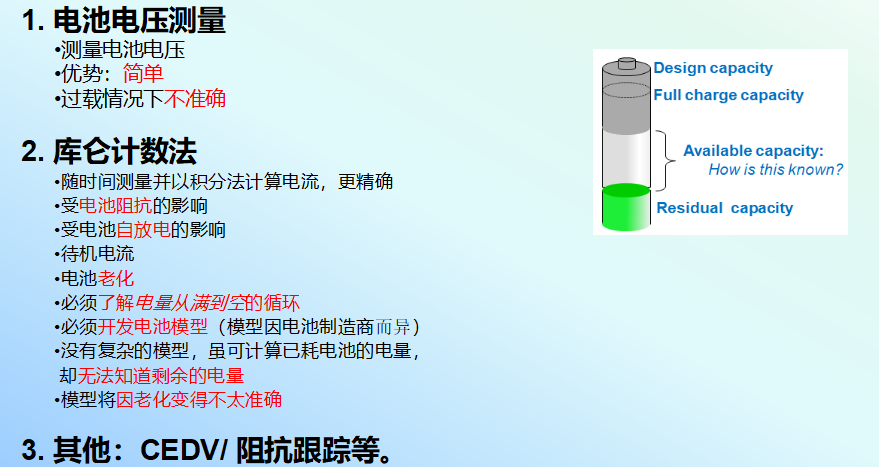 1. 电池电压测量
•测量电池电压
•优势：简单
•过载情况下不准确
2. 库仑计数法
•随时间测量并以积分法计算电流，更精确
•受电池阻抗的影响
•受电池自放电的影响
•待机电流
•电池老化
•必须了解电量从满到空的循环
•必须开发电池模型（模型因电池制造商而异）
•没有复杂的模型，虽可计算已耗电池的电量，
却无法知道剩余的电量
•模型将因老化变得不太准确
3. 其他：CEDV/ 阻抗跟踪等。
Design capacity
Full charge capacity
Available capacity:
How is this known?
Residual capacity